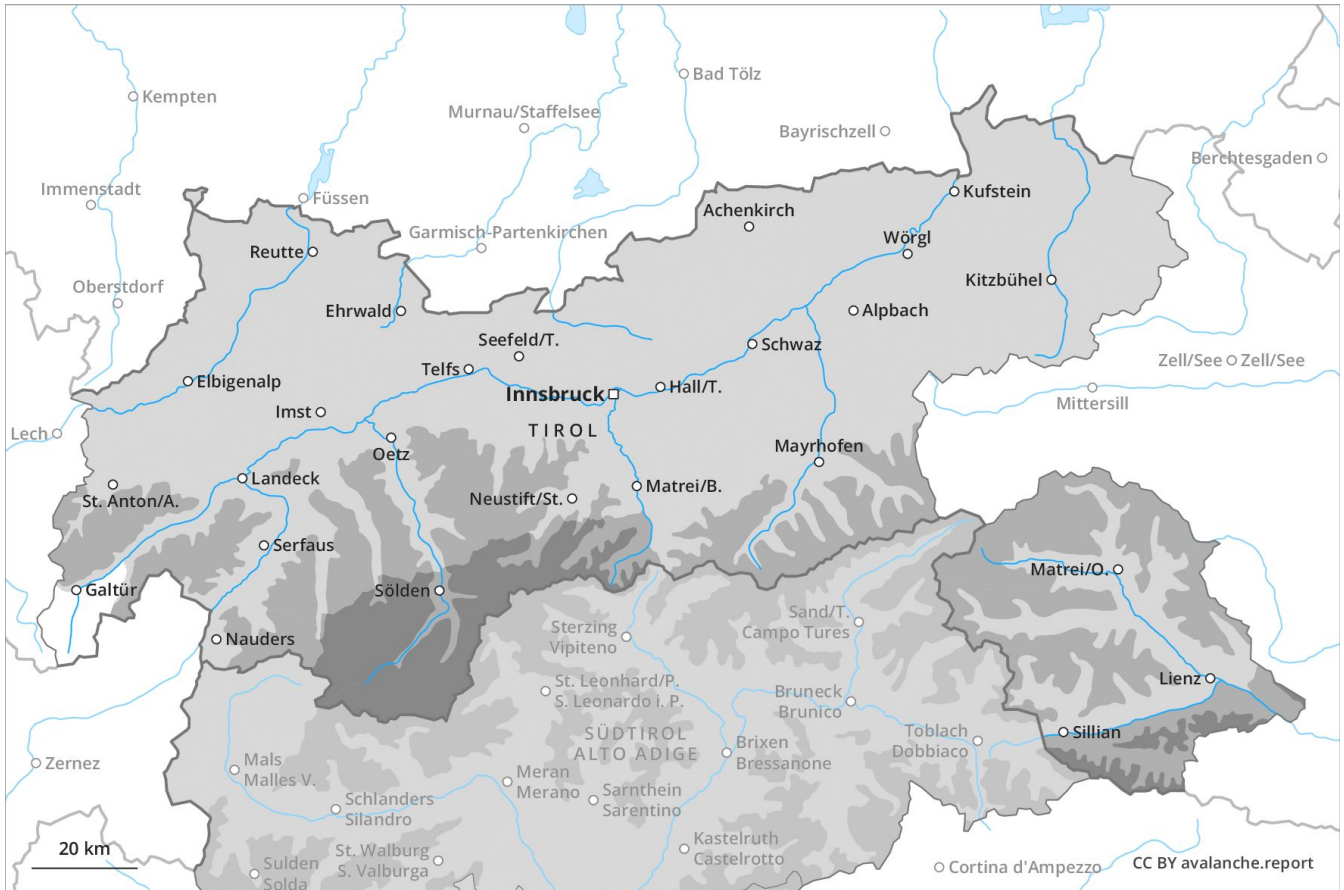 Bad Tölz
Kempten
Murnau/Staffelsee
Bayrischzell
Berchtesgaden
Immenstadt
Füssen
Kufstein
Achenkirch
Garmisch-Partenkirchen
Wörgl
Reutte
Kitzbühel
Oberstdorf
Ehrwald
Alpbach
Seefeld/T.
Schwaz
Zell/See
Zell/See
Telfs
Elbigenalp
Innsbruck
Hall/T.
Mittersill
Imst
Lech
TIROL
Mayrhofen
Oetz
Landeck
St. Anton/A.
Neustift/St.
Matrei/B.
Serfaus
Matrei/O.
Galtür
Sölden
Sand/T.
Campo Tures
Sterzing
Vipiteno
Nauders
Lienz
St. Leonhard/P.
S. Leonardo i. P.
Bruneck
Brunico
Sillian
Toblach
Dobbiaco
SÜDTIROL
ALTO ADIGE
Brixen
Bressanone
Zernez
Mals
Malles V.
Meran
Merano
Sarnthein
Sarentino
Schlanders
Silandro
Kastelruth
Castelrotto
20 km
St. Walburg
S. Valburga
Sulden
Solda
Cortina d'Ampezzo
CC BY avalanche.report